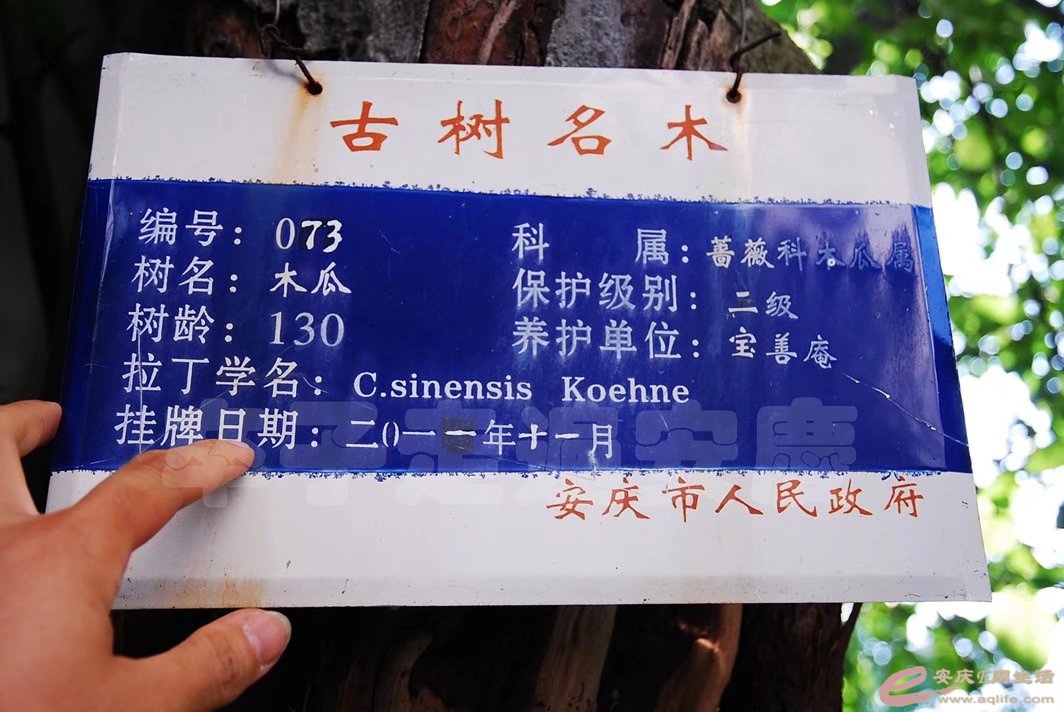 古树名木
编号：073
科属：蔷薇科木瓜属
树名：木瓜
保护级别：二级
树龄：130
养护单位：宝善庵
拉丁学名：C.sinensis Koehne
挂牌日期：二0一一年十一月
安庆市人民政府
安庆E网生活
www.aqlife.com